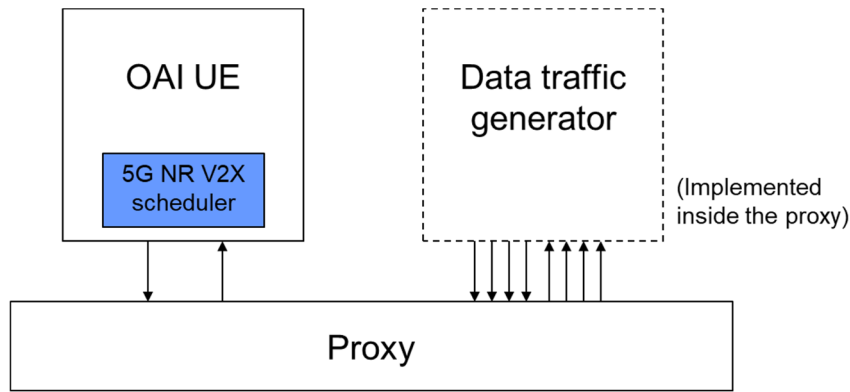 OAI UE
5G NR V2X
scheduler
Data traffic
generator
(Implemented
inside the proxy)
Proxy